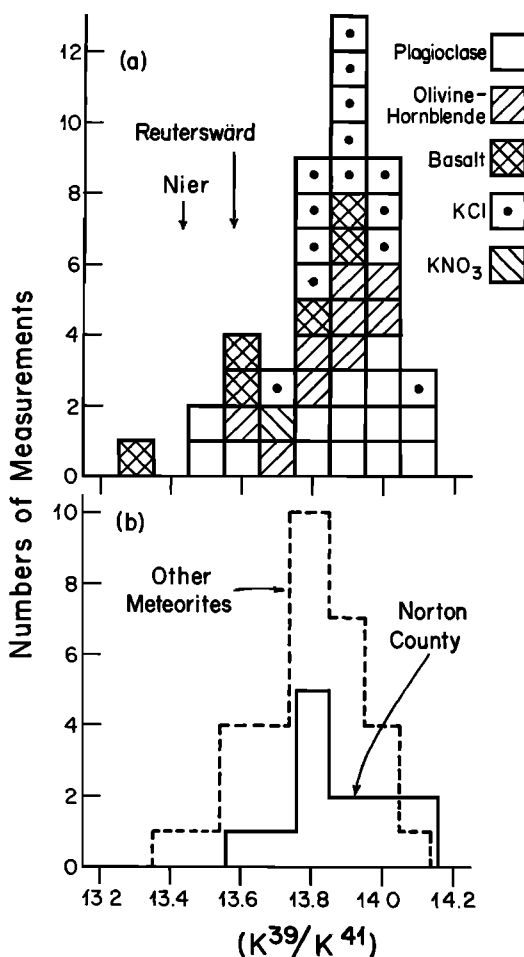 12
10
8
6
4
2
0
(a)
Reuterswärd
Nier
Plagioclase
Olivine-
Hornblende
Basalt
KCl
KNO₃
Numbers of Measurements
(b)
10
8
6
4
2
0
Other
Meteorites
Norton
County
13 2
13.4
13.6
13.8
14.0
14.2
(K³⁹/K⁴¹)